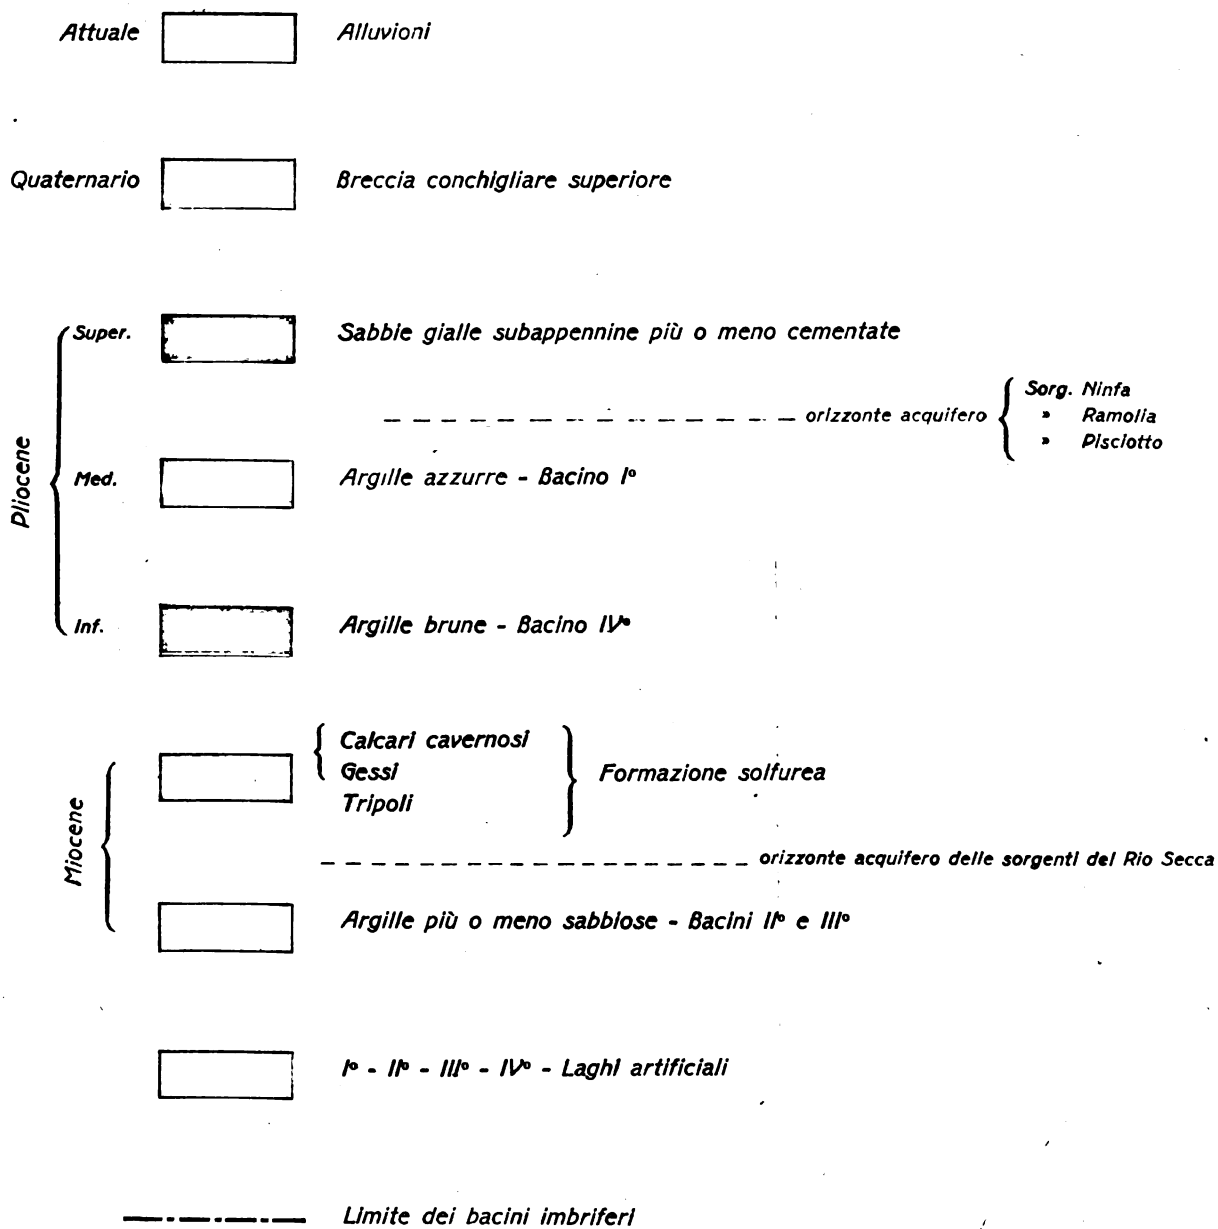 Attuale Alluvioni
Quaternario Breccia conchigliare superiore
Pliocene
Super. Sabbie gialle subappennine più o meno cementate
orizzonte acquifero
Sorg. Ninfa
» Ramolia
» Pisciotto
Med. Argille azzurre - Bacino I°
Inf. Argille brune - Bacino IV°
Miocene
Calcari cavernosi
Gessi
Tripoli
Formazione solfurea
orizzonte acquifero delle sorgenti del Rio Secca
Argille più o meno sabbiose - Bacini II° e III°
I° - II° - III° - IV° - Laghi artificiali
Limite dei bacini imbriferi